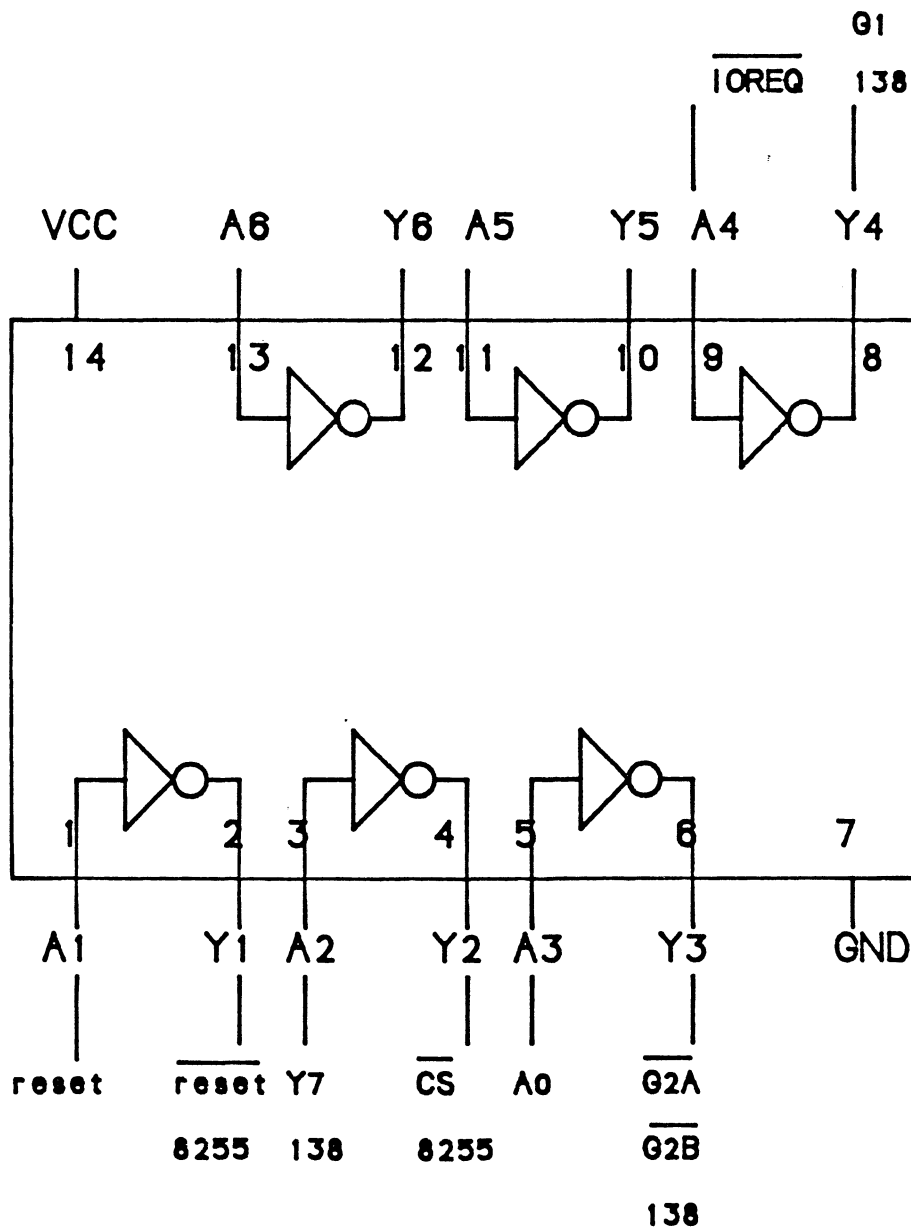 G1
IOREQ 138
VCC A6 Y6 A5 Y5 A4 Y4
14 13 12 11 10 9 8
1 2 3 4 5 6 7
A1 Y1 A2 Y2 A3 Y3 GND
reset reset Y7 CS A0 G2A
8255 138 8255 G2B
138